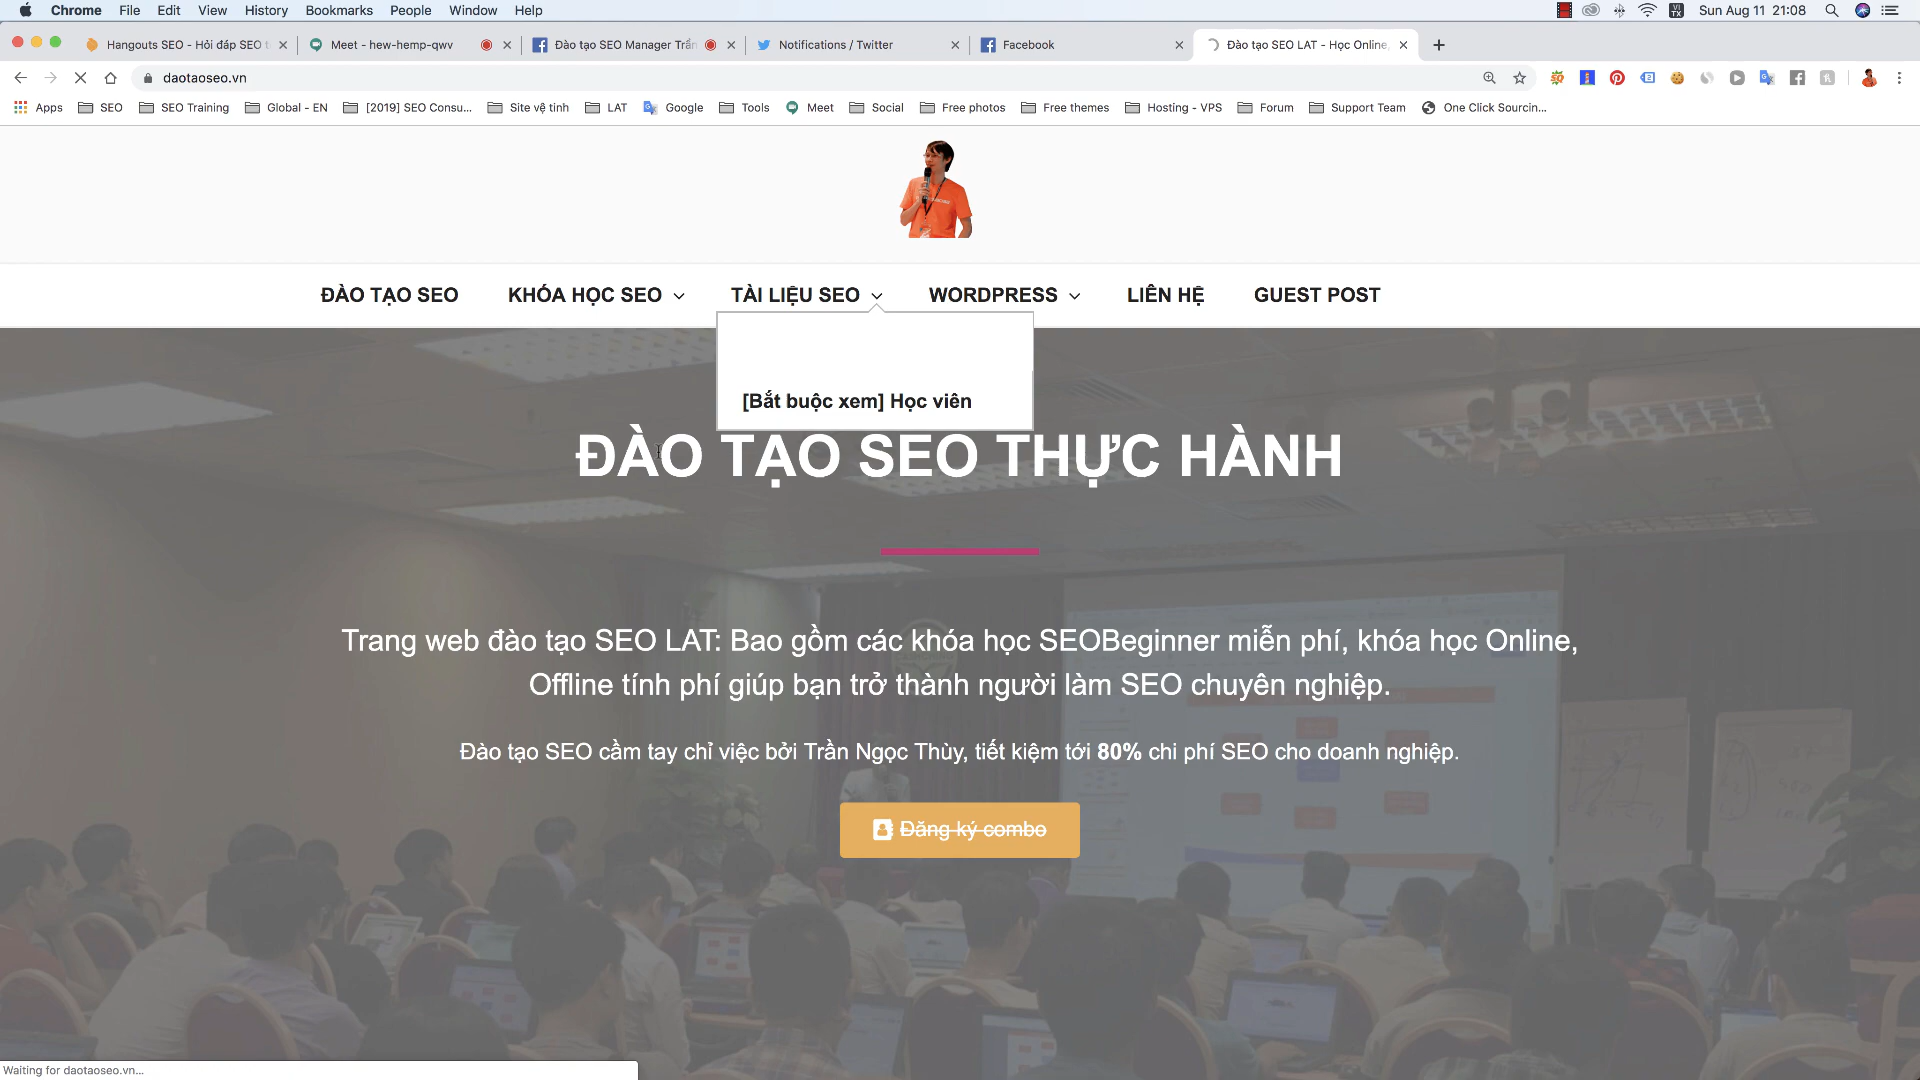 Chrome File Edit View History Bookmarks People Window Help
VI
TX
Sun Aug 11 21:08
Hangouts SEO - Hỏi đáp SEO t
Meet - hew-hemp-qwv
Đào tạo SEO Manager Trần
Notifications / Twitter
Facebook
Đào tạo SEO LAT - Học Online,
daotaoseo.vn
Apps SEO SEO Training Global - EN [2019] SEO Consu... Site vệ tinh LAT Google Tools Meet Social Free photos Free themes Hosting - VPS Forum Support Team One Click Sourcin...
ĐÀO TẠO SEO KHÓA HỌC SEO TÀI LIỆU SEO WORDPRESS LIÊN HỆ GUEST POST
[Bắt buộc xem] Học viên
ĐÀO TẠO SEO THỰC HÀNH
Trang web đào tạo SEO LAT: Bao gồm các khóa học SEOBeginner miễn phí, khóa học Online,
Offline tính phí giúp bạn trở thành người làm SEO chuyên nghiệp.
Đào tạo SEO cầm tay chỉ việc bởi Trần Ngọc Thùy, tiết kiệm tới 80% chi phí SEO cho doanh nghiệp.
Đăng ký combo
Waiting for daotaoseo.vn...